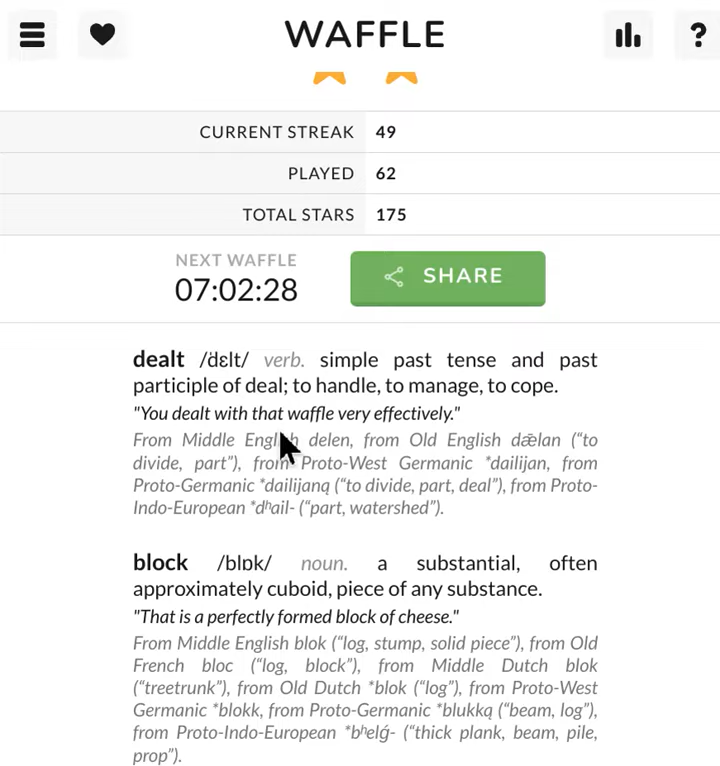 WAFFLE
?
CURRENT STREAK 49
PLAYED 62
TOTAL STARS 175
NEXT WAFFLE
07:02:28
SHARE
dealt /dɛlt/ verb. simple past tense and past
participle of deal; to handle, to manage, to cope.
"You dealt with that waffle very effectively."
From Middle English delen, from Old English dǣlan (“to
divide, part”), from Proto-West Germanic *dailijan, from
Proto-Germanic *dailijaną (“to divide, part, deal”), from Proto-
Indo-European *dʰail- (“part, watershed”).
block /blɒk/ noun. a substantial, often
approximately cuboid, piece of any substance.
"That is a perfectly formed block of cheese."
From Middle English blok (“log, stump, solid piece”), from Old
French bloc (“log, block”), from Middle Dutch blok
(“treetrunk”), from Old Dutch *blok (“log”), from Proto-West
Germanic *blokk, from Proto-Germanic *blukką (“beam, log”),
from Proto-Indo-European *bʰelǵ- (“thick plank, beam, pile,
prop”).